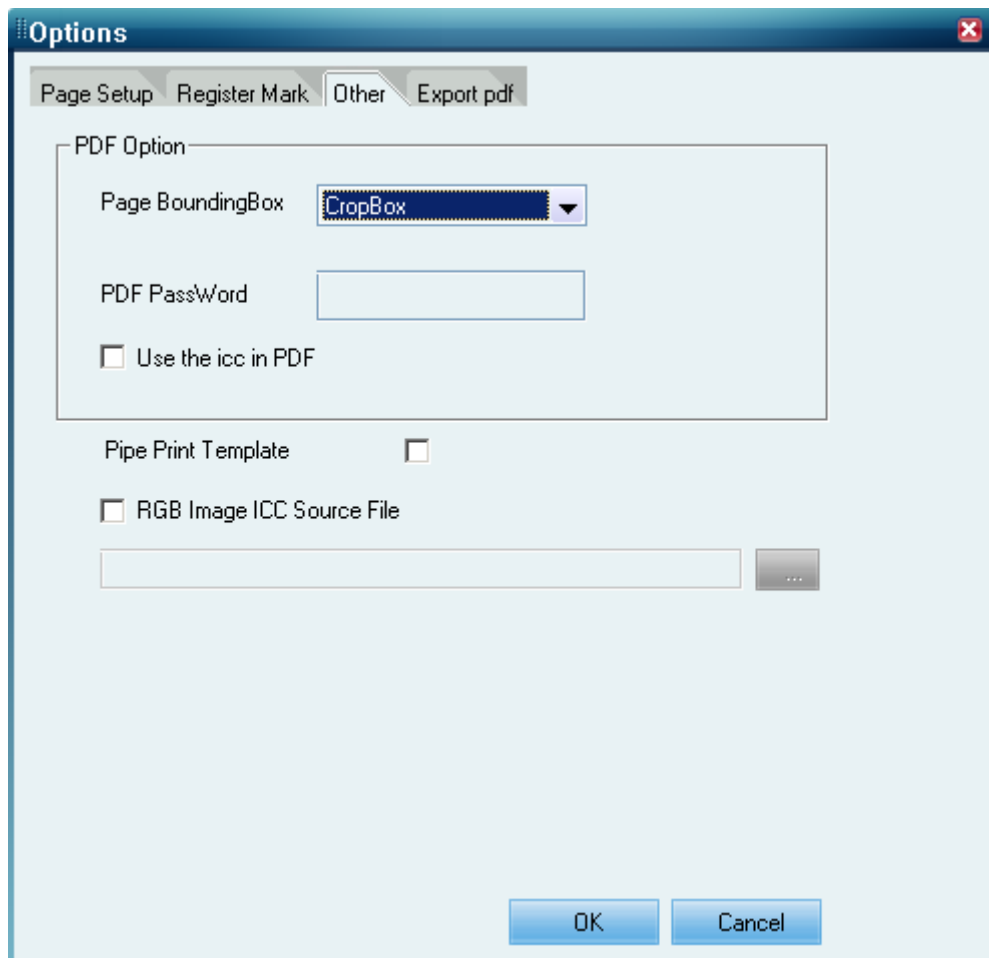 Options
Page Setup Register Mark Other Export pdf
PDF Option
Page BoundingBox CropBox
PDF PassWord
Use the icc in PDF
Pipe Print Template
RGB Image ICC Source File
...
OK Cancel